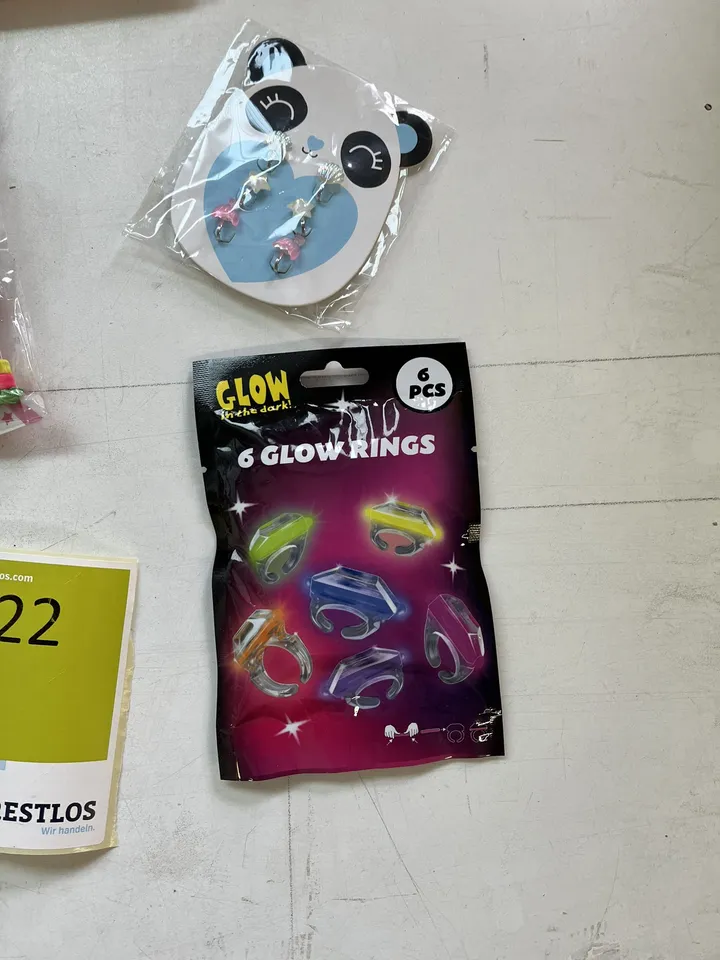 GLOW
in the dark!
6
PCS
6 GLOW RINGS
os.com
22
RESTLOS
Wir handeln.